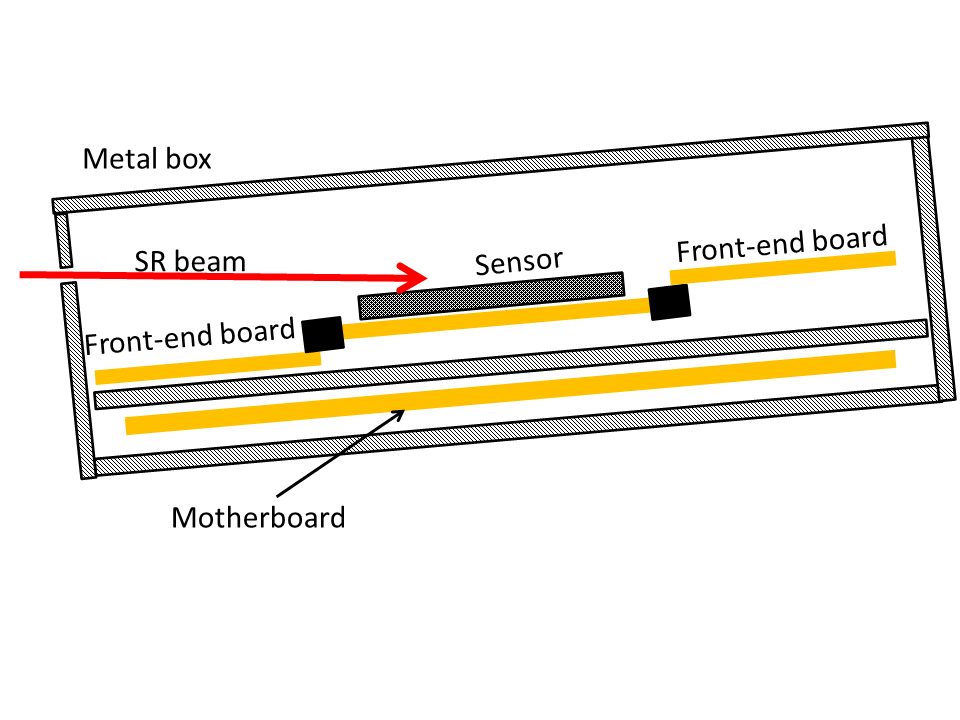 Metal box
SR beam
Sensor
Front-end board
Front-end board
Motherboard